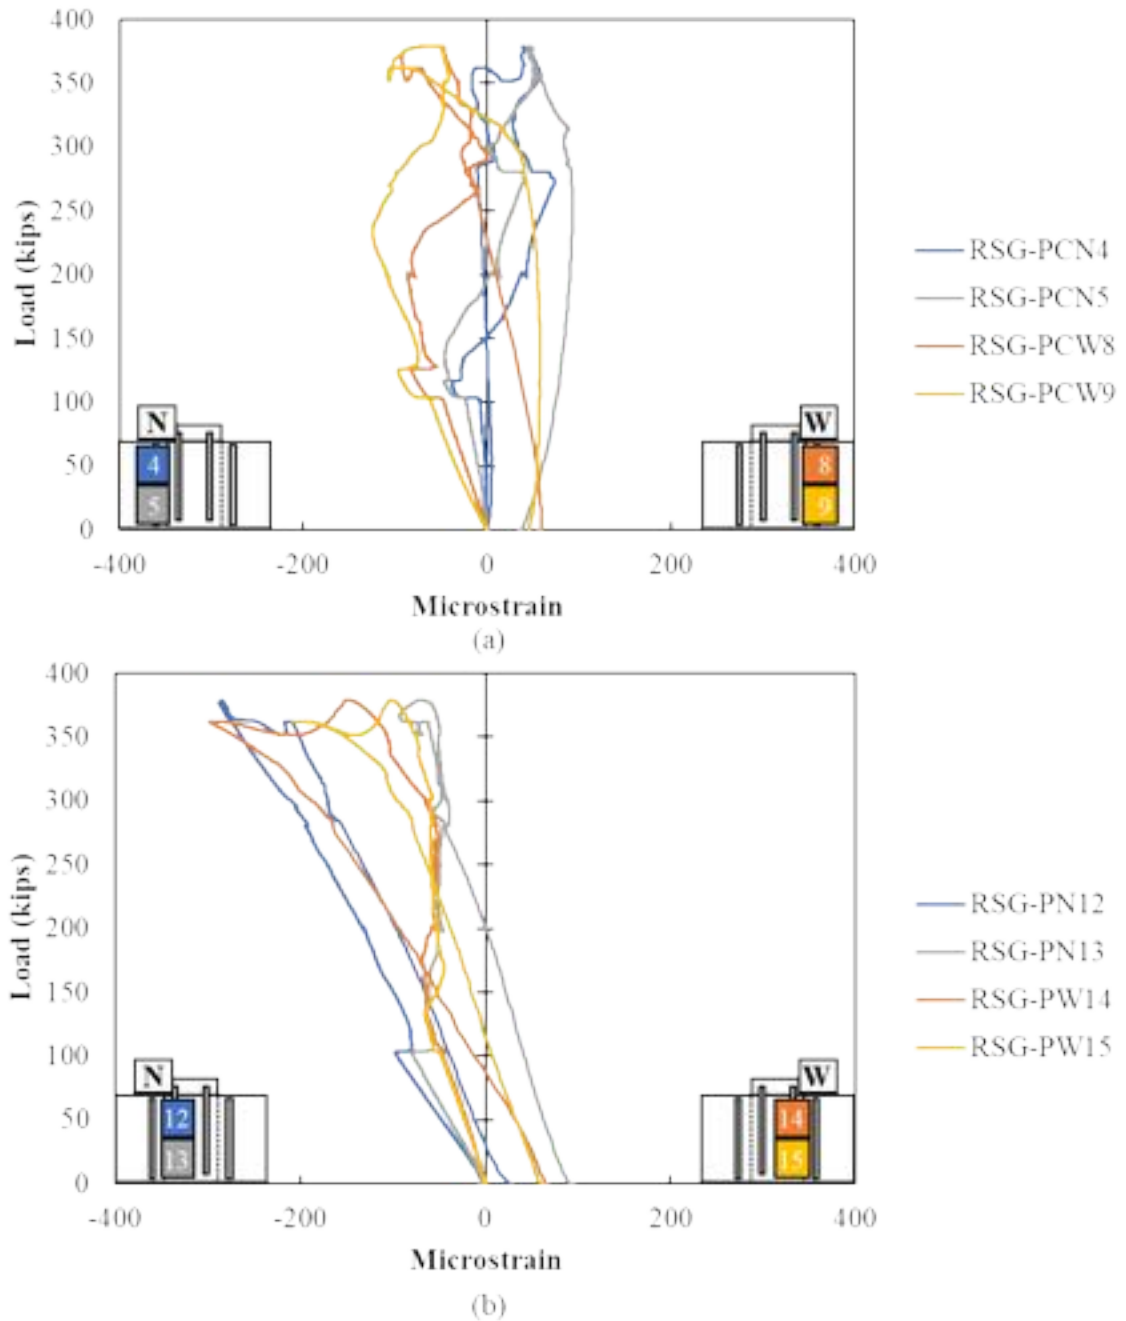 400
350
300
250
200
150
100
50
0
Load (kips)
RSG-PCN4
RSG-PCN5
RSG-PCW8
RSG-PCW9
N
4
5
W
8
9
-400 -200 0 200 400
Microstrain
(a)
400
350
300
250
200
150
100
50
0
Load (kips)
RSG-PN12
RSG-PN13
RSG-PW14
RSG-PW15
N
12
13
W
14
15
-400 -200 0 200 400
Microstrain
(b)